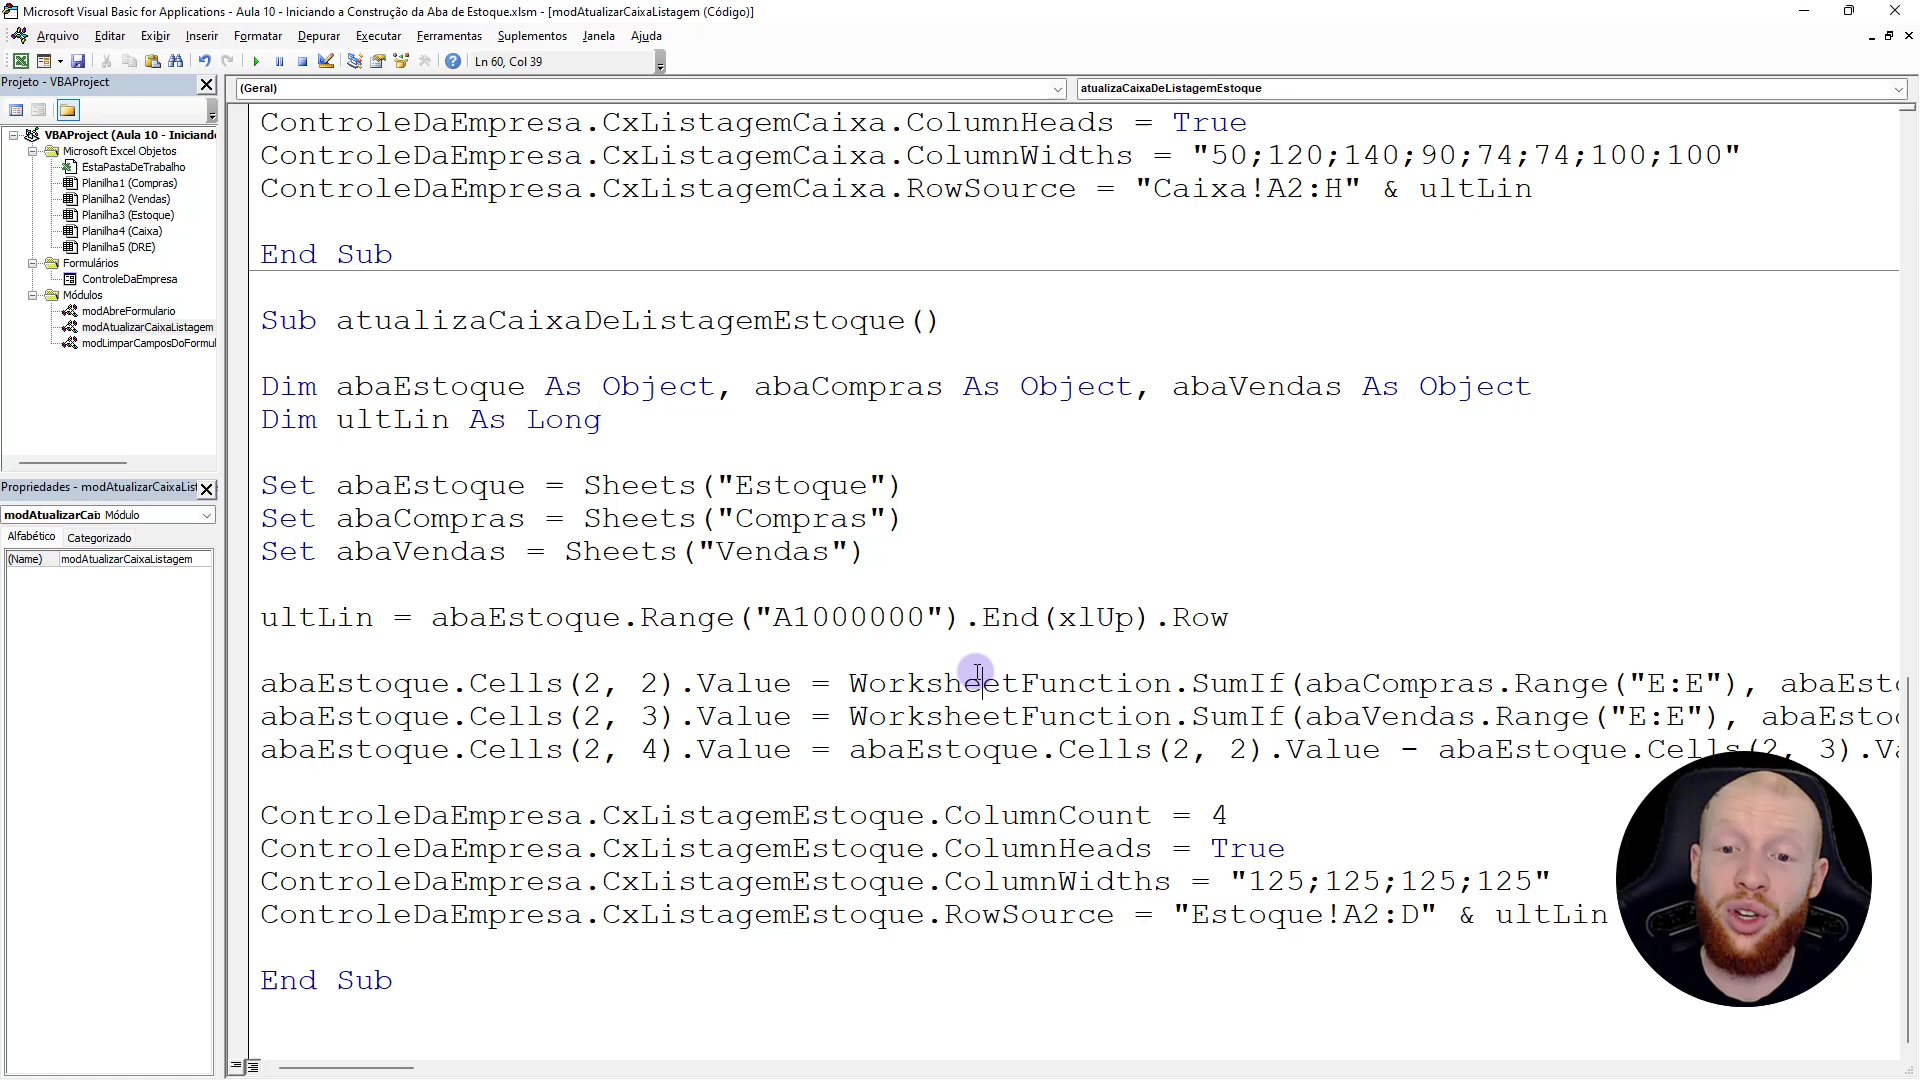 Microsoft Visual Basic for Applications - Aula 10 - Iniciando a Construção da Aba de Estoque.xlsm - [modAtualizarCaixaListagem (Código)]
Arquivo Editar Exibir Inserir Formatar Depurar Executar Ferramentas Suplementos Janela Ajuda
Ln 60, Col 39
Projeto - VBAProject
(Geral)
atualizaCaixaDeListagemEstoque
VBAProject (Aula 10 - Iniciand
Microsoft Excel Objetos
EstaPastaDeTrabalho
Planilha1 (Compras)
Planilha2 (Vendas)
Planilha3 (Estoque)
Planilha4 (Caixa)
Planilha5 (DRE)
Formulários
ControleDaEmpresa
Módulos
modAbreFormulario
modAtualizarCaixaListagem
modLimparCamposDoFormul
Propriedades - modAtualizarCaixaList
modAtualizarCai Módulo
Alfabético Categorizado
(Name) modAtualizarCaixaListagem
ControleDaEmpresa.CxListagemCaixa.ColumnHeads = True
ControleDaEmpresa.CxListagemCaixa.ColumnWidths = "50;120;140;90;74;74;100;100"
ControleDaEmpresa.CxListagemCaixa.RowSource = "Caixa!A2:H" & ultLin
End Sub
Sub atualizaCaixaDeListagemEstoque()
Dim abaEstoque As Object, abaCompras As Object, abaVendas As Object
Dim ultLin As Long
Set abaEstoque = Sheets("Estoque")
Set abaCompras = Sheets("Compras")
Set abaVendas = Sheets("Vendas")
ultLin = abaEstoque.Range("A1000000").End(xlUp).Row
abaEstoque.Cells(2, 2).Value = WorksheetFunction.SumIf(abaCompras.Range("E:E"), abaEsto
abaEstoque.Cells(2, 3).Value = WorksheetFunction.SumIf(abaVendas.Range("E:E"), abaEstoq
abaEstoque.Cells(2, 4).Value = abaEstoque.Cells(2, 2).Value - abaEstoque.Cells(2, 3).Va
ControleDaEmpresa.CxListagemEstoque.ColumnCount = 4
ControleDaEmpresa.CxListagemEstoque.ColumnHeads = True
ControleDaEmpresa.CxListagemEstoque.ColumnWidths = "125;125;125;125"
ControleDaEmpresa.CxListagemEstoque.RowSource = "Estoque!A2:D" & ultLin
End Sub